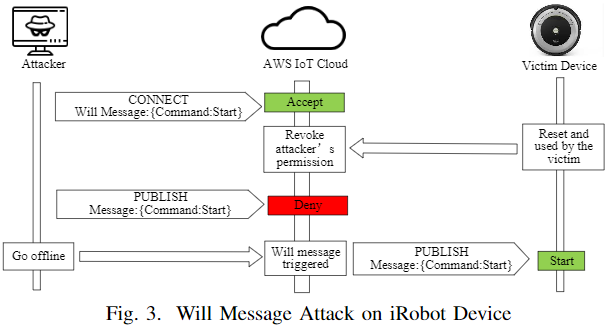 Attacker
AWS IoT Cloud
Victim Device
CONNECT
Will Message:{Command:Start}
Accept
Revoke
attacker’s
permission
Reset and
used by the
victim
PUBLISH
Message:{Command:Start}
Deny
Go offline
Will message
triggered
PUBLISH
Message:{Command:Start}
Start
Fig. 3. Will Message Attack on iRobot Device